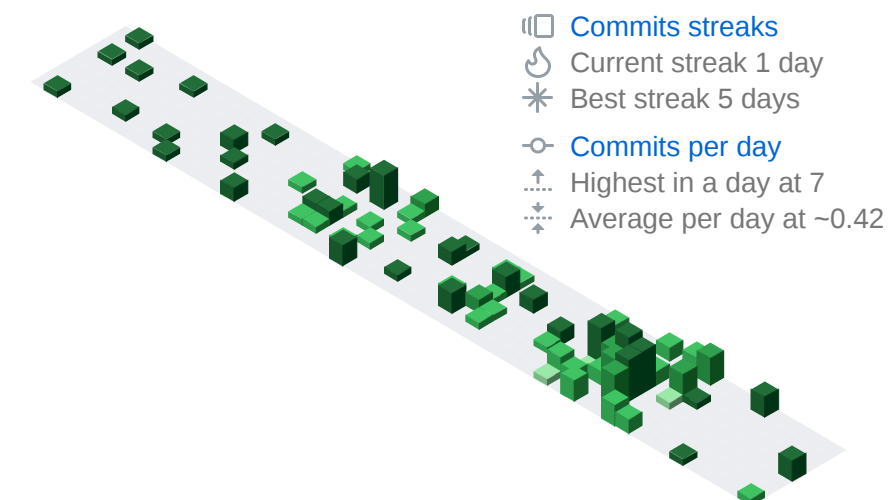 Commits streaks
Current streak 1 day
Best streak 5 days
Commits per day
Highest in a day at 7
Average per day at ~0.42